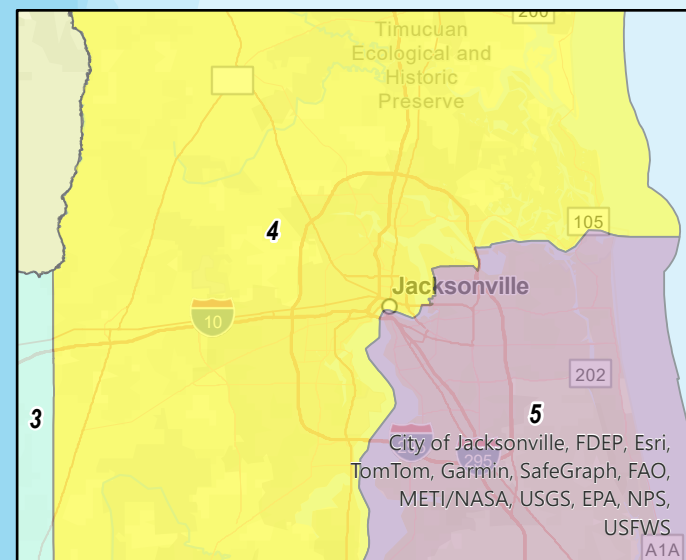 200
Timucuan
Ecological and
Historic
Preserve
105
4
Jacksonville
10
202
3
5
City of Jacksonville, FDEP, Esri,
TomTom, Garmin, SafeGraph, FAO,
295
METI/NASA, USGS, EPA, NPS,
USFWS
A1A